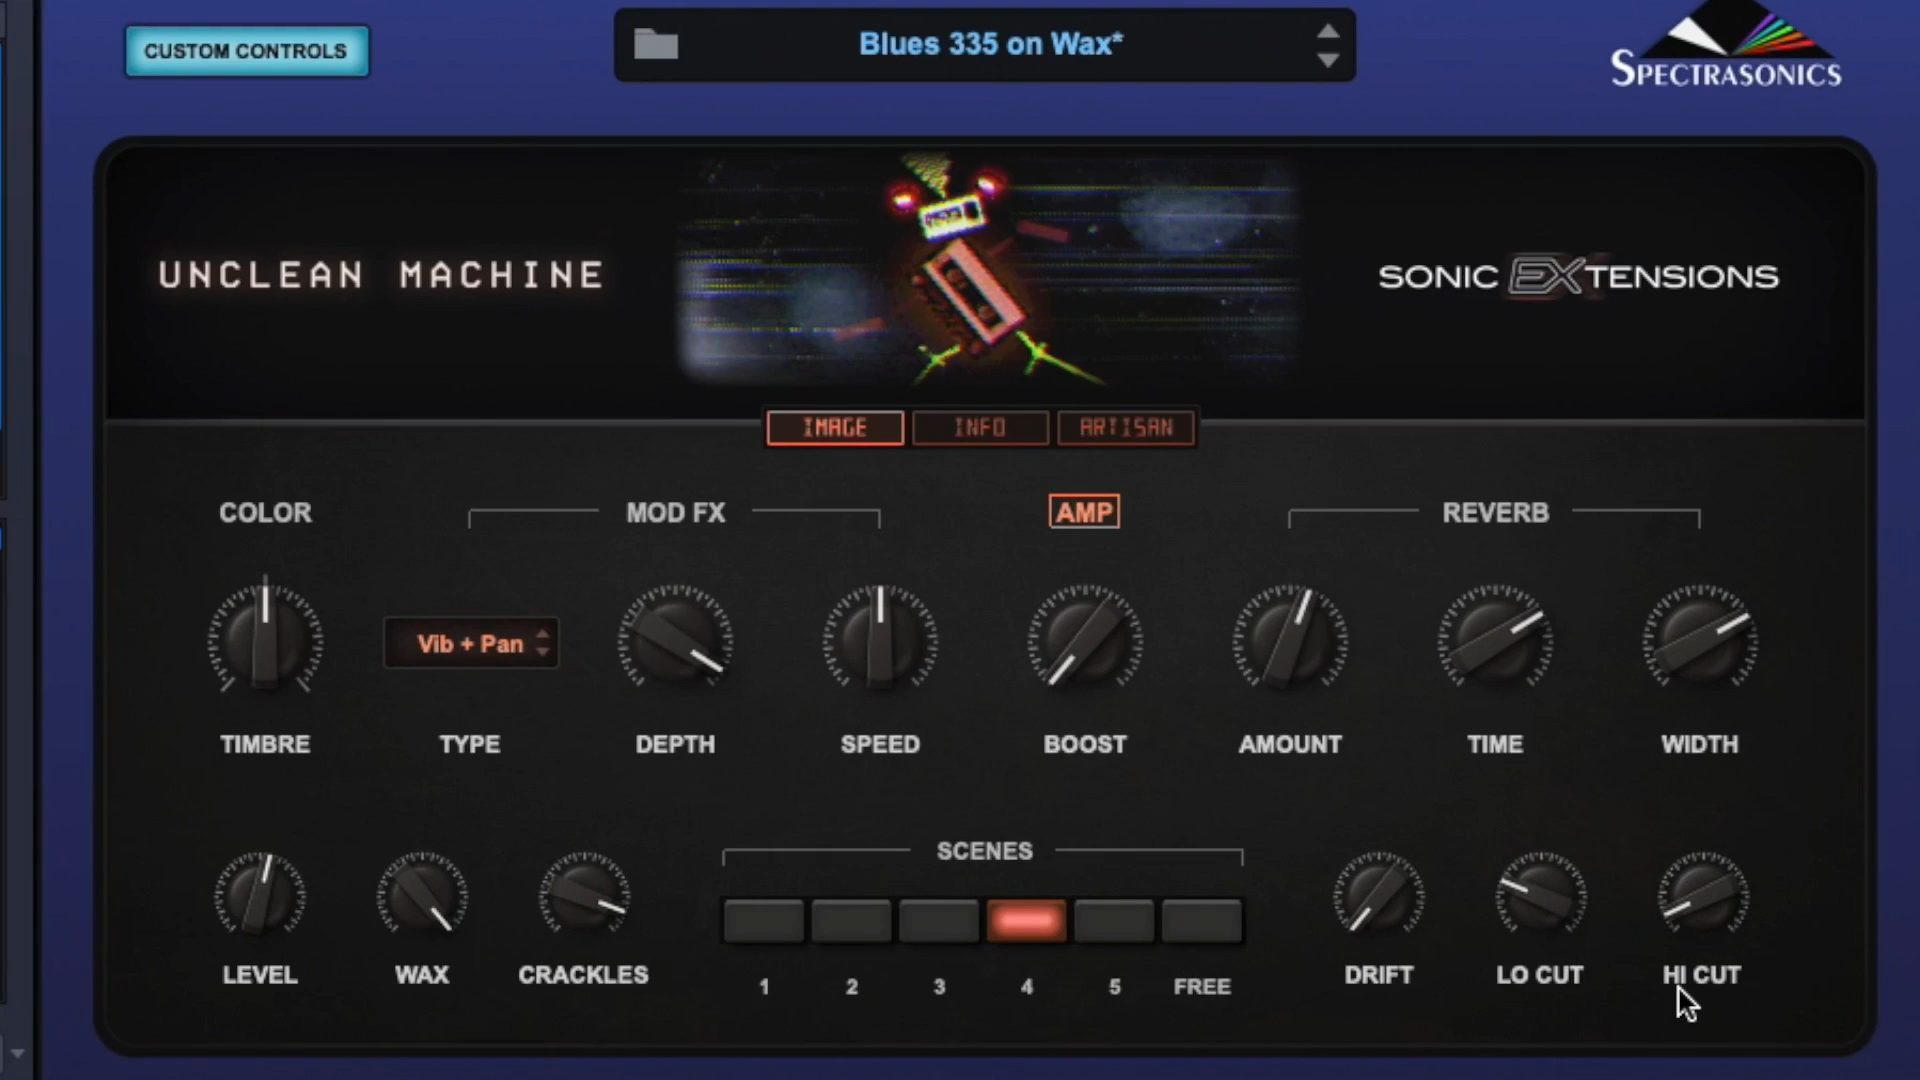 CUSTOM CONTROLS
Blues 335 on Wax*
SPECTRASONICS
UNCLEAN MACHINE
SONIC EXTENSIONS
IMAGE INFO ARTISAN
COLOR MOD FX AMP REVERB
Vib + Pan
TIMBRE TYPE DEPTH SPEED BOOST AMOUNT TIME WIDTH
SCENES
LEVEL WAX CRACKLES DRIFT LO CUT HI CUT
1 2 3 4 5 FREE